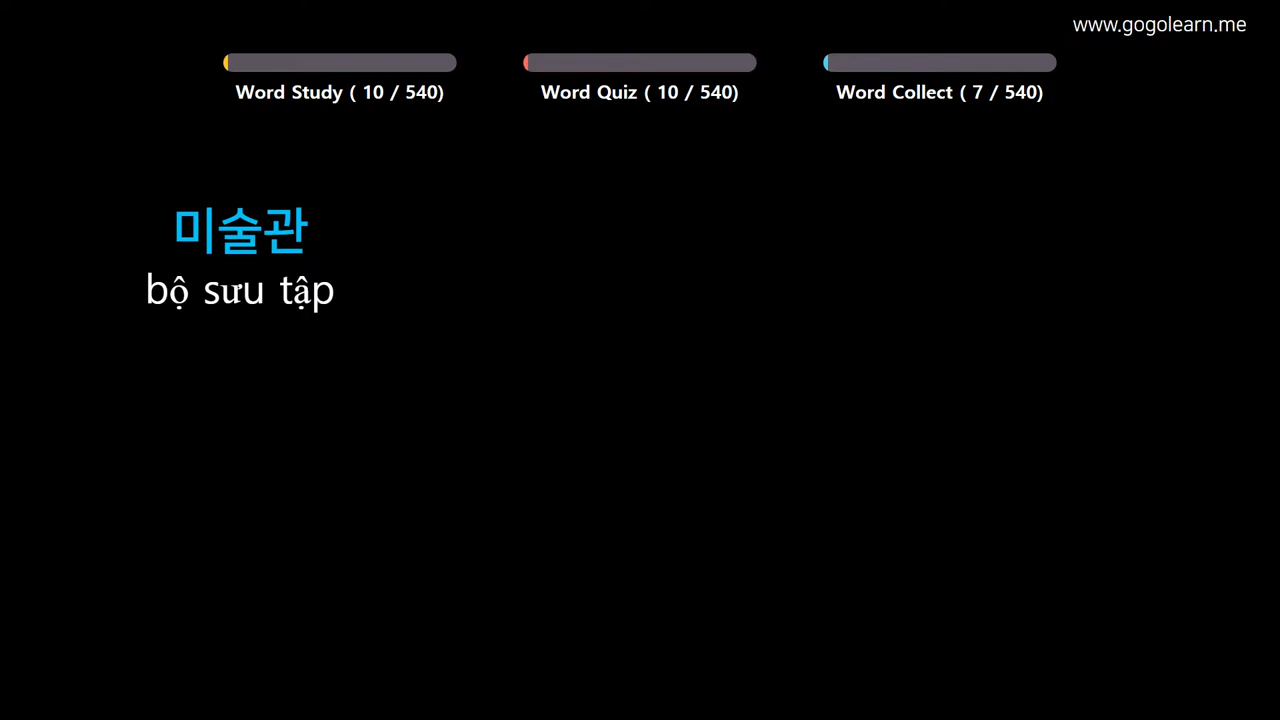 www.gogolearn.me
Word Study ( 10 / 540)
Word Quiz ( 10 / 540)
Word Collect ( 7 / 540)
미술관
bộ sưu tập